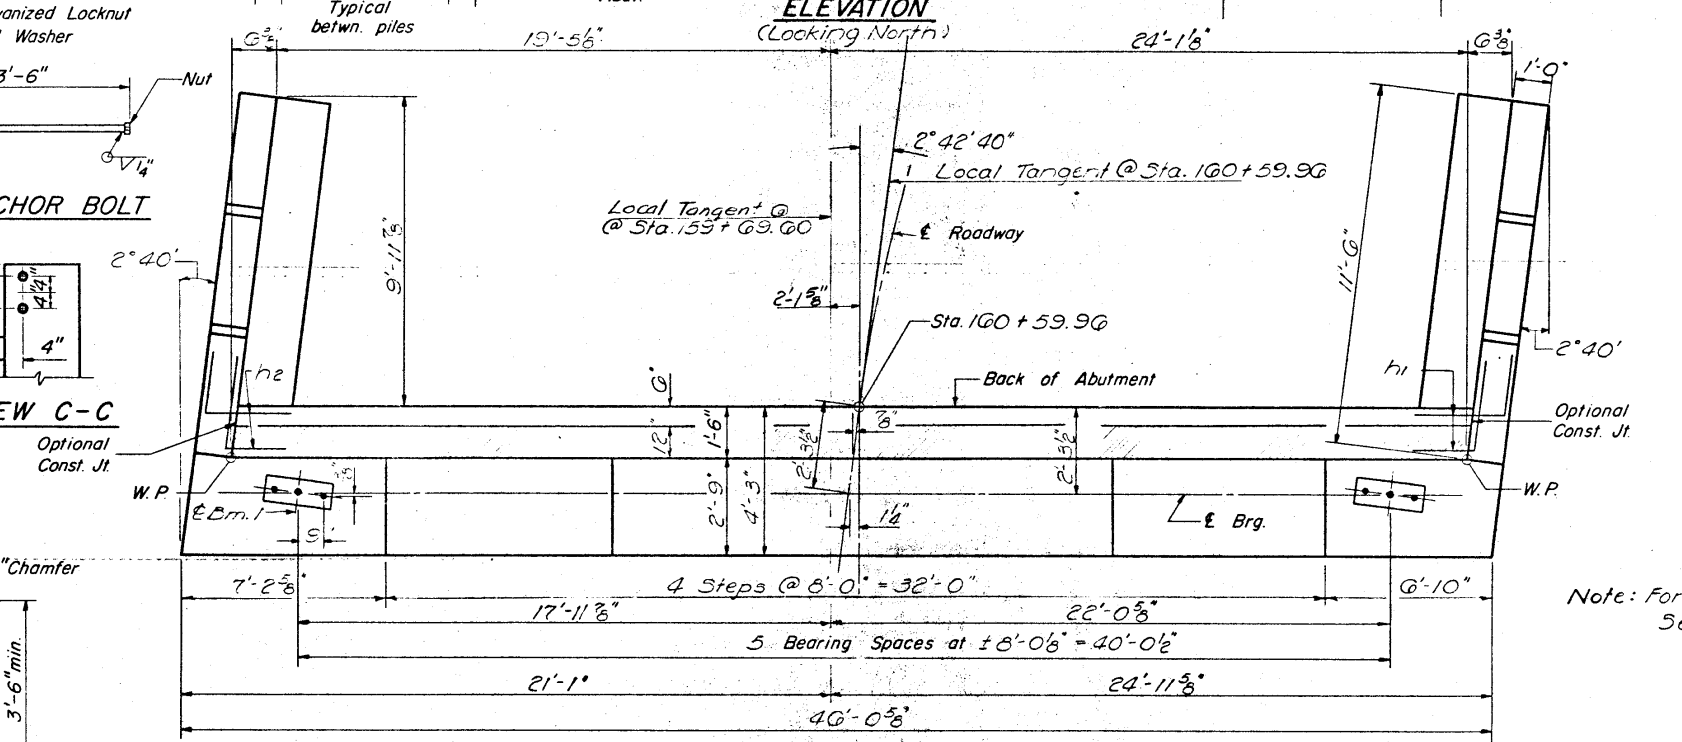 vanized Locknut
Washer
Typical
betwn. piles
ELEVATION
(Looking North)
6⅜"
19'-5⅛"
24'-1⅛"
6⅜"
1'-0"
3'-6"
Nut
¼"
CHOR BOLT
2°42'40"
Local Tangent @ Sta. 160+59.96
Local Tangent @
@ Sta. 159+69.60
℄ Roadway
9'-11⅞"
11'-6"
2°40'
2°40'
4" 4"
4"
2'-1⅝"
Sta. 160+59.96
h2
h1
6"
Back of Abutment
EW C-C
Optional
Const. Jt.
Optional
Const. Jt.
12"
1'-6"
2'-3½"
⅞"
2'-3½"
W.P.
W.P.
℄ Bm. 1
9"
2'-9"
4'-3"
1¼"
℄ Brg.
"Chamfer
7'-2⅝"
4 Steps @ 8'-0" = 32'-0"
6'-10"
17'-11⅞"
22'-0⅝"
5 Bearing Spaces at ±8'-0⅛" = 40'-0½"
21'-1"
24'-11⅝"
46'-0⅝"
3'-6" min.
Note: For